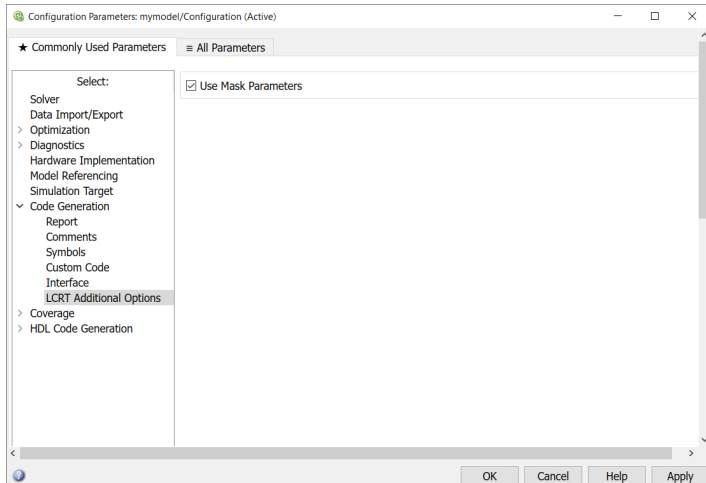 Configuration Parameters: mymodel/Configuration (Active)
★ Commonly Used Parameters
≡ All Parameters
Select:
Solver
Data Import/Export
Optimization
Diagnostics
Hardware Implementation
Model Referencing
Simulation Target
Code Generation
Report
Comments
Symbols
Custom Code
Interface
LCRT Additional Options
Coverage
HDL Code Generation
Use Mask Parameters
OK Cancel Help Apply